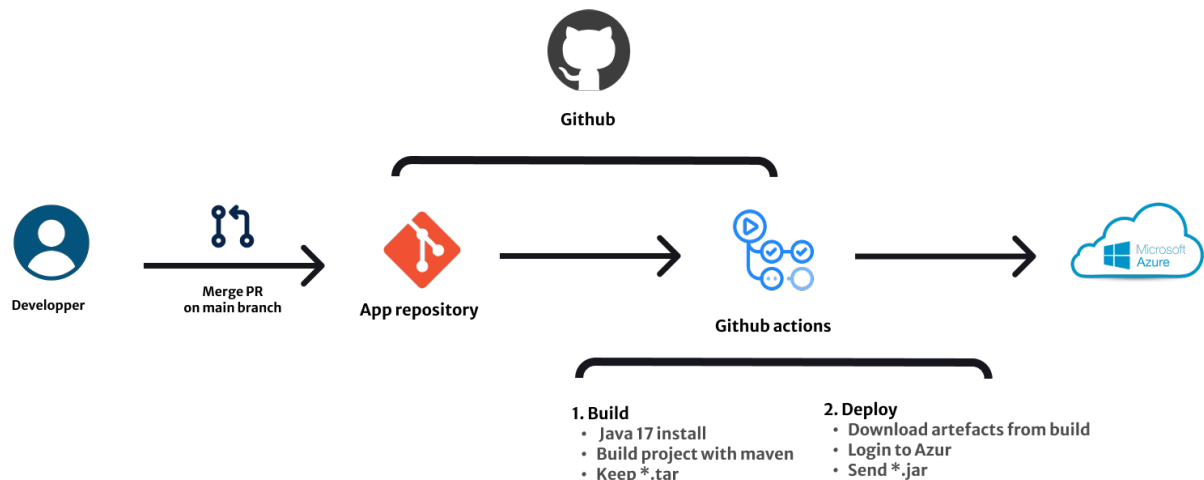 Github
Developper
Merge PR
on main branch
App repository
Github actions
Microsoft
Azure
1. Build
• Java 17 install
• Build project with maven
• Keep *.tar
2. Deploy
• Download artefacts from build
• Login to Azur
• Send *.jar